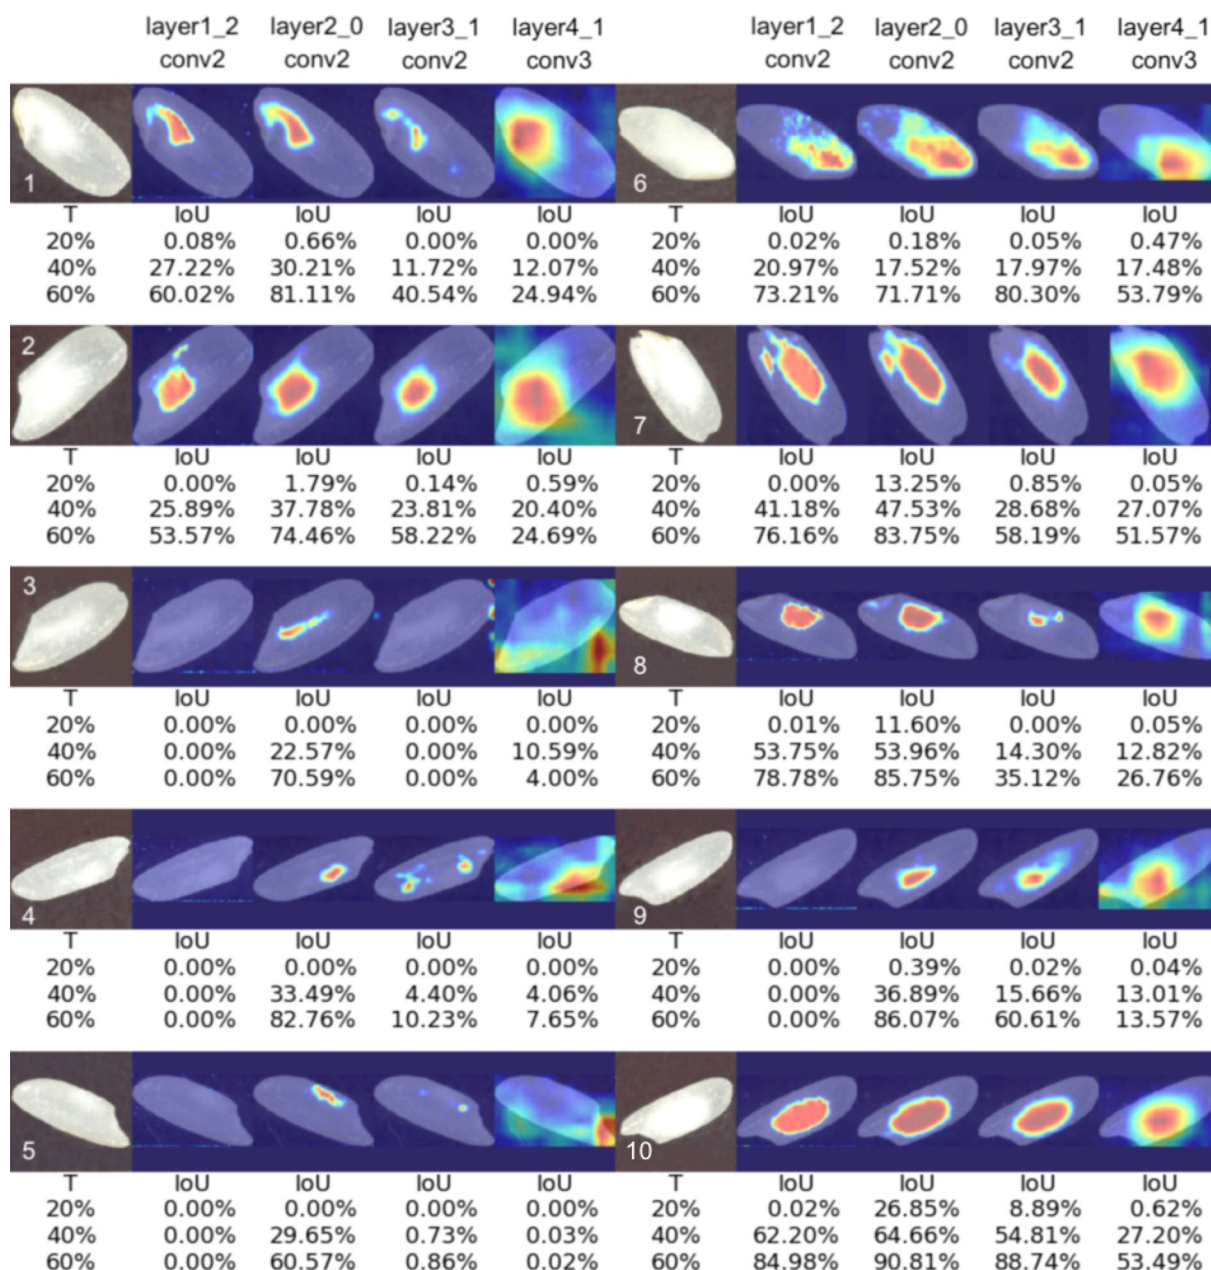 layer1_2 layer2_0 layer3_1 layer4_1 layer1_2 layer2_0 layer3_1 layer4_1
conv2 conv2 conv2 conv3 conv2 conv2 conv2 conv3
1 6
T IoU IoU IoU IoU T IoU IoU IoU IoU
20% 0.08% 0.66% 0.00% 0.00% 20% 0.02% 0.18% 0.05% 0.47%
40% 27.22% 30.21% 11.72% 12.07% 40% 20.97% 17.52% 17.97% 17.48%
60% 60.02% 81.11% 40.54% 24.94% 60% 73.21% 71.71% 80.30% 53.79%
2 7
T IoU IoU IoU IoU T IoU IoU IoU IoU
20% 0.00% 1.79% 0.14% 0.59% 20% 0.00% 13.25% 0.85% 0.05%
40% 25.89% 37.78% 23.81% 20.40% 40% 41.18% 47.53% 28.68% 27.07%
60% 53.57% 74.46% 58.22% 24.69% 60% 76.16% 83.75% 58.19% 51.57%
3 8
T IoU IoU IoU IoU T IoU IoU IoU IoU
20% 0.00% 0.00% 0.00% 0.00% 20% 0.01% 11.60% 0.00% 0.05%
40% 0.00% 22.57% 0.00% 10.59% 40% 53.75% 53.96% 14.30% 12.82%
60% 0.00% 70.59% 0.00% 4.00% 60% 78.78% 85.75% 35.12% 26.76%
4 9
T IoU IoU IoU IoU T IoU IoU IoU IoU
20% 0.00% 0.00% 0.00% 0.00% 20% 0.00% 0.39% 0.02% 0.04%
40% 0.00% 33.49% 4.40% 4.06% 40% 0.00% 36.89% 15.66% 13.01%
60% 0.00% 82.76% 10.23% 7.65% 60% 0.00% 86.07% 60.61% 13.57%
5 10
T IoU IoU IoU IoU T IoU IoU IoU IoU
20% 0.00% 0.00% 0.00% 0.00% 20% 0.02% 26.85% 8.89% 0.62%
40% 0.00% 29.65% 0.73% 0.03% 40% 62.20% 64.66% 54.81% 27.20%
60% 0.00% 60.57% 0.86% 0.02% 60% 84.98% 90.81% 88.74% 53.49%